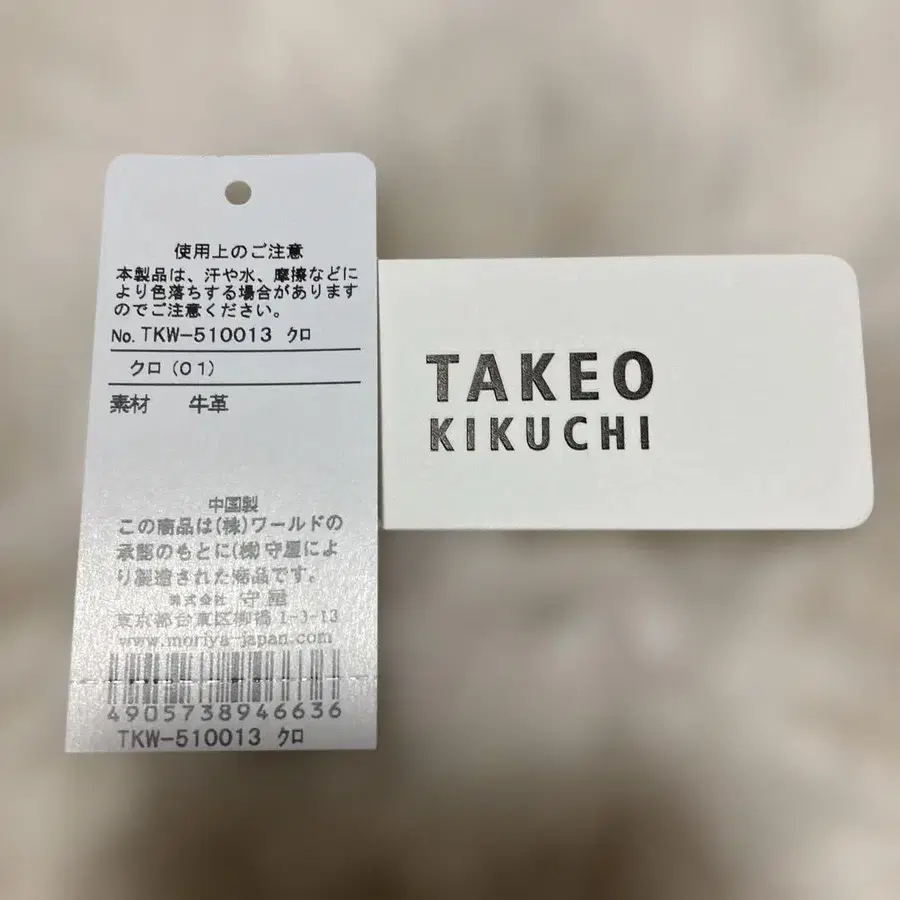 使用上のご注意
本製品は、汗や水、摩擦などに
より色落ちする場合があります
のでご注意ください。
No. TKW-510013 クロ
クロ(01)
素材 牛革
中国製
この商品は(株)ワールドの
承認のもとに(株)守屋によ
り製造された商品です。
株式会社 守屋
東京都台東区柳橋1-3-13
www.moriya-japan.com
4905738946636
TKW-510013 クロ
TAKEO
KIKUCHI